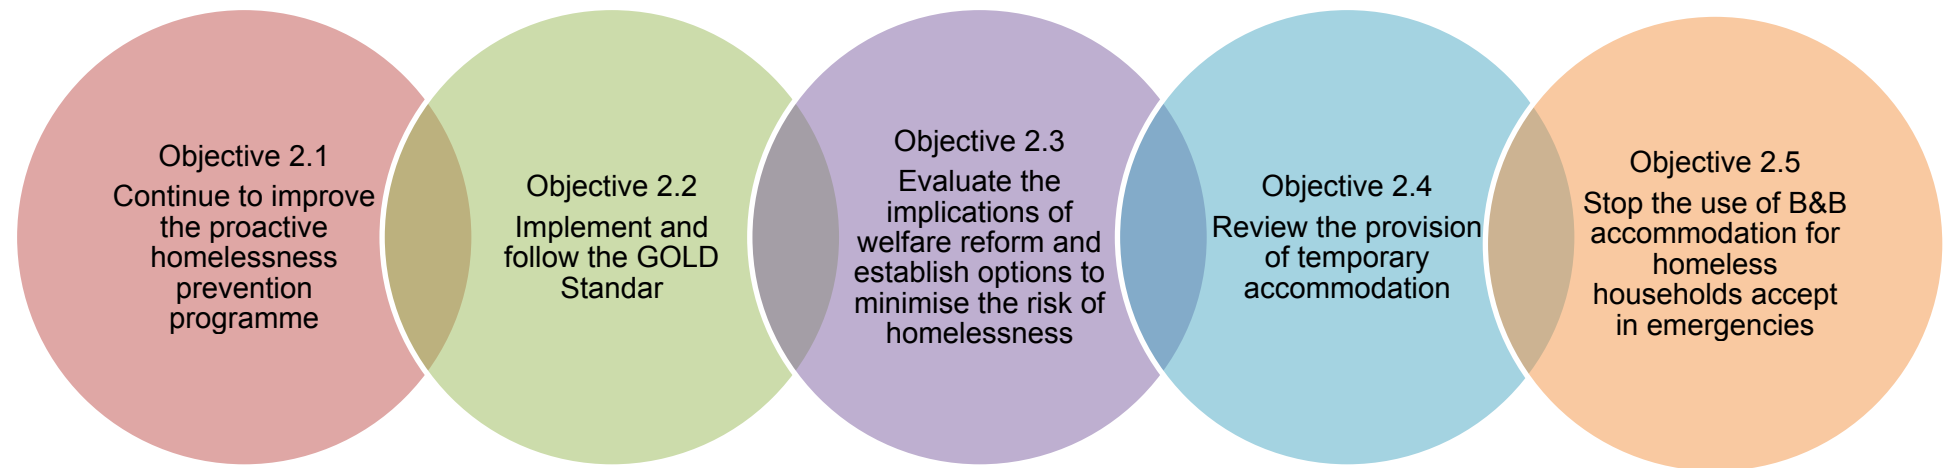 Objective 2.1
Continue to improve
the proactive
homelessness
prevention
programme
Objective 2.2
Implement and
follow the GOLD
Standar
Objective 2.3
Evaluate the
implications of
welfare reform and
establish options to
minimise the risk of
homelessness
Objective 2.4
Review the provision
of temporary
accommodation
Objective 2.5
Stop the use of B&B
accommodation for
homeless
households accept
in emergencies